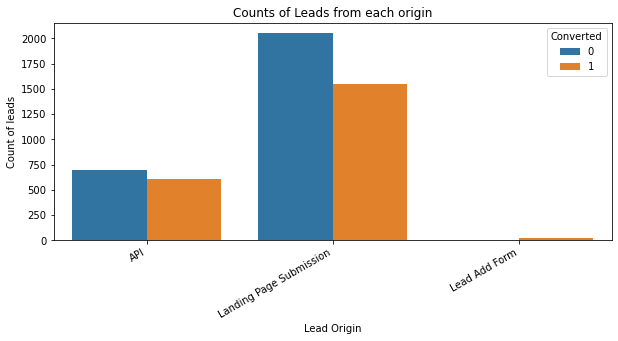 Counts of Leads from each origin
Converted
0
1
Count of leads
2000
1750
1500
1250
1000
750
500
250
0
API
Landing Page Submission
Lead Add Form
Lead Origin